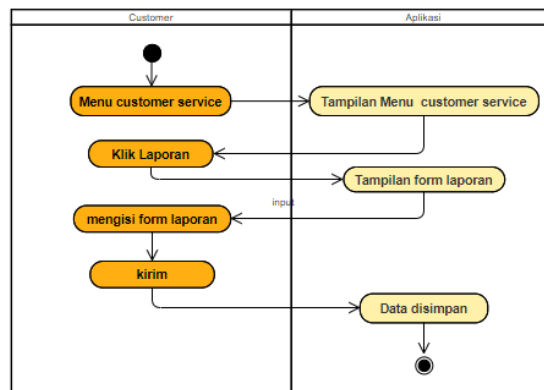 Customer
Aplikasi
Menu customer service
Tampilan Menu customer service
Klik Laporan
Tampilan form laporan
input
mengisi form laporan
kirim
Data disimpan